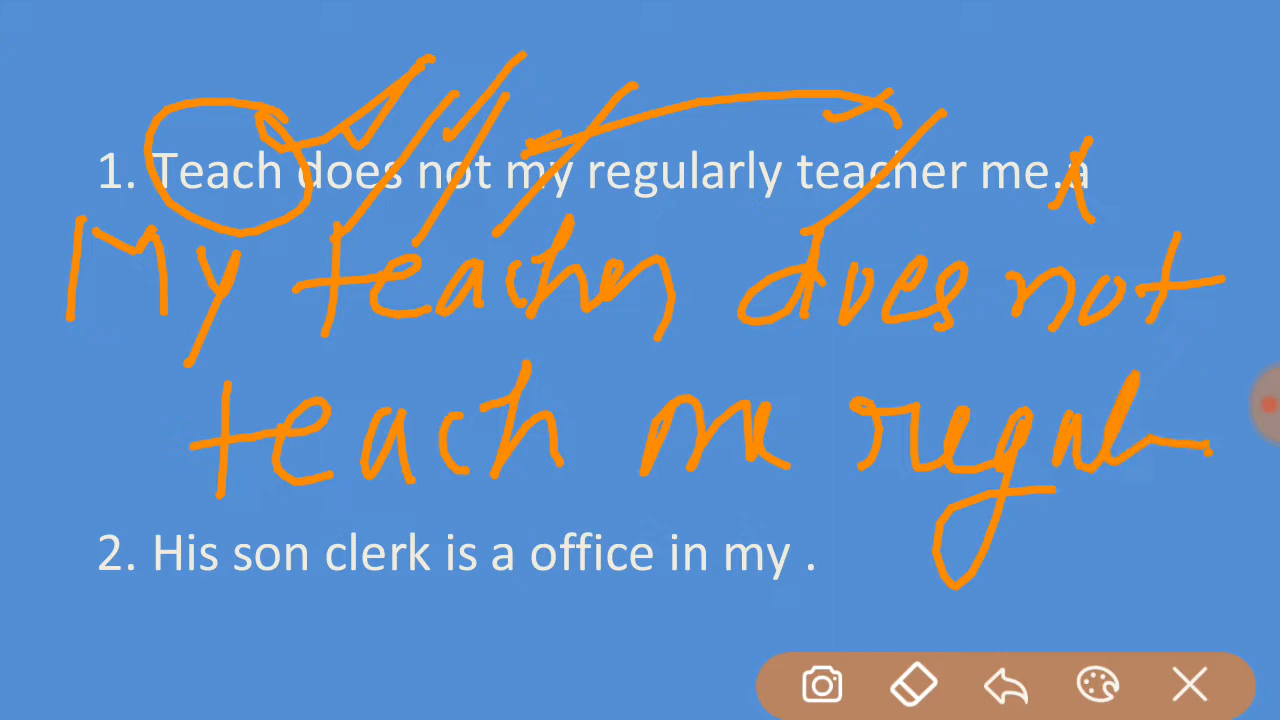 1. Teach does not my regularly teacher me.a
My teacher does not
teach me regul
2. His son clerk is a office in my .